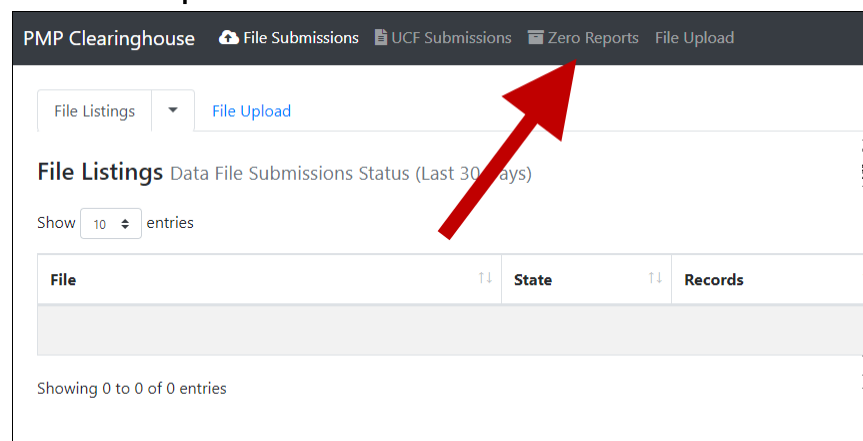 PMP Clearinghouse File Submissions UCF Submissions Zero Reports File Upload
File Listings File Upload
File Listings Data File Submissions Status (Last 30 Days)
Show 10 entries
File State Records
Showing 0 to 0 of 0 entries